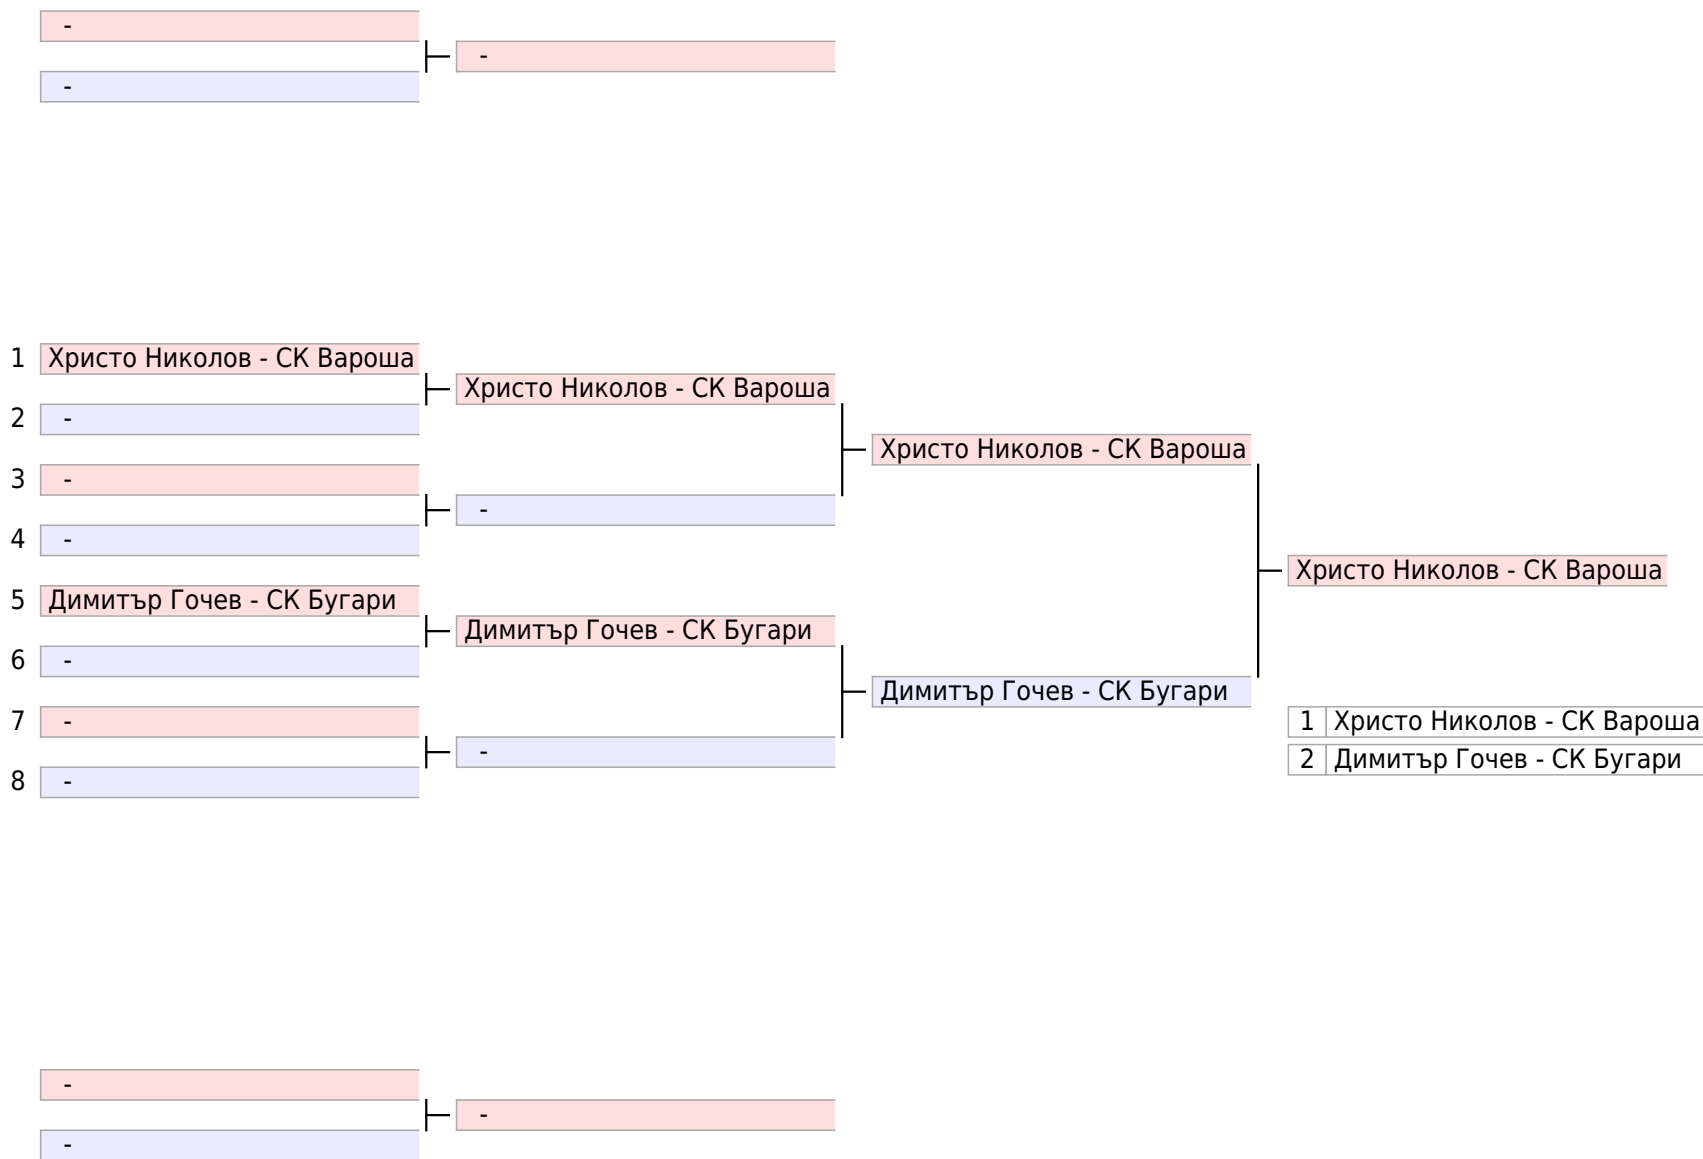 -
-
-
1 Христо Николов - СК Вароша
Христо Николов - СК Вароша
2 -
Христо Николов - СК Вароша
3 -
-
4 -
Христо Николов - СК Вароша
5 Димитър Гочев - СК Бугари
Димитър Гочев - СК Бугари
6 -
Димитър Гочев - СК Бугари
7 -
1 Христо Николов - СК Вароша
-
2 Димитър Гочев - СК Бугари
8 -
-
-
-